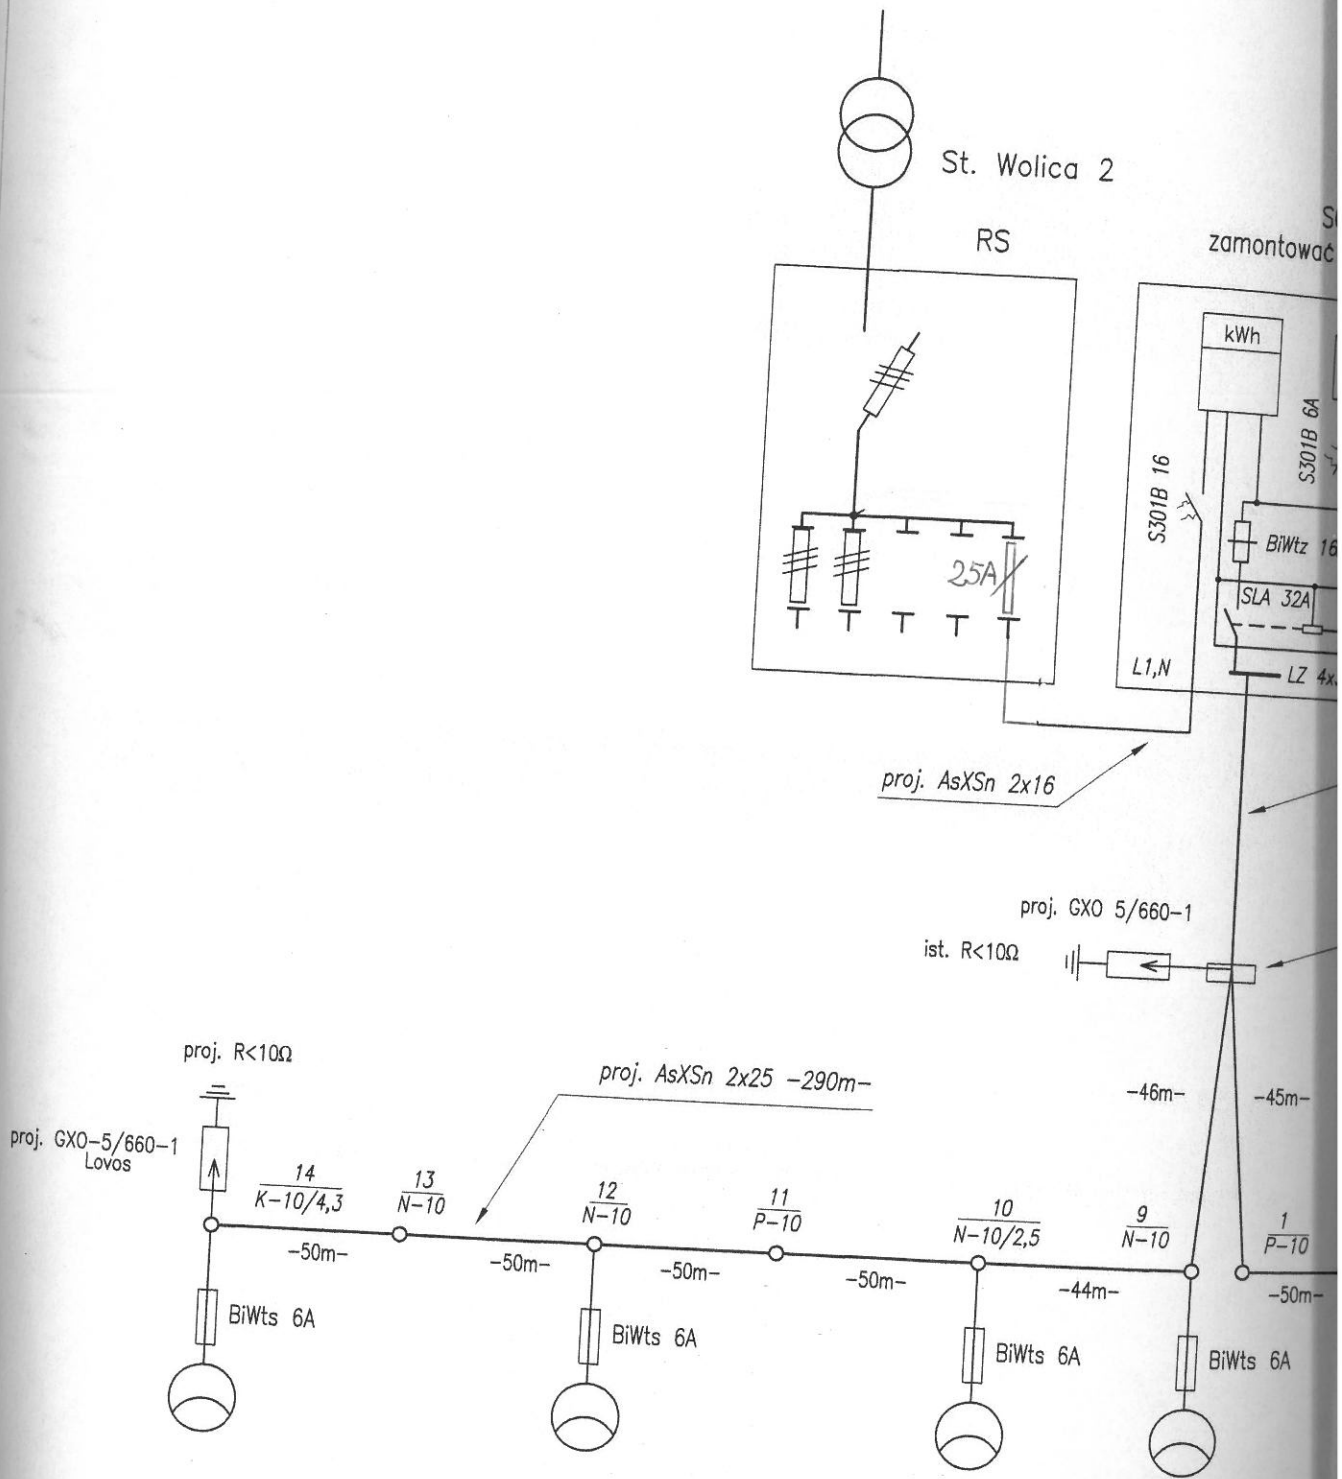 St. Wolica 2
RS
zamontować
kWh
S301B 16
S301B 6A
BiWtz 16
SLA 32A
25A
L1,N
LZ 4x
proj. AsXSn 2x16
proj. GXO 5/660-1
ist. R<10Ω
proj. R<10Ω
proj. AsXSn 2x25 -290m-
-46m-
-45m-
proj. GXO-5/660-1
Lovos
14
K-10/4,3
13
N-10
12
N-10
11
P-10
10
N-10/2,5
9
N-10
1
P-10
-50m-
-50m-
-50m-
-50m-
-44m-
-50m-
BiWts 6A
BiWts 6A
BiWts 6A
BiWts 6A